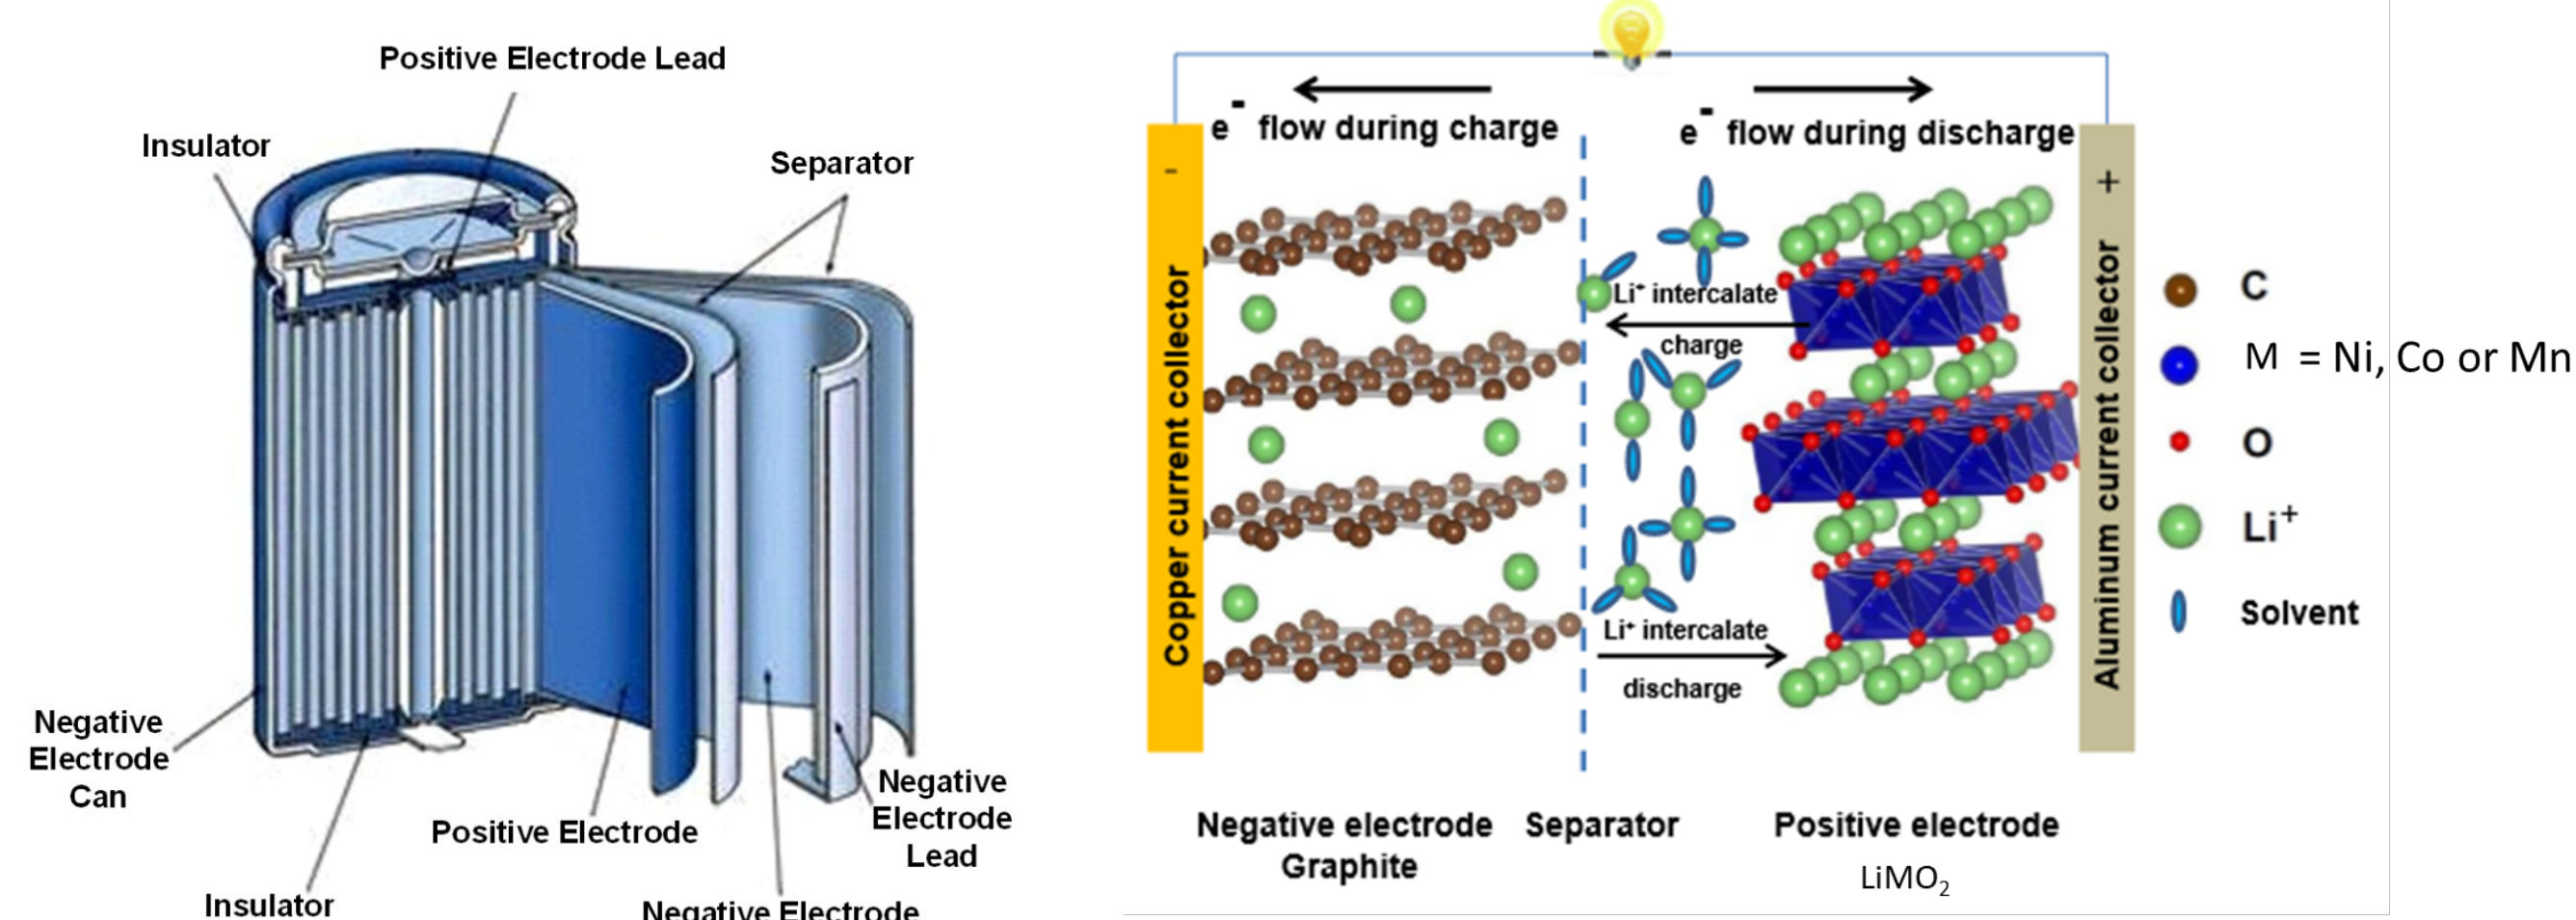 Positive Electrode Lead
Insulator
Separator
Negative
Electrode
Can
Positive Electrode
Negative
Electrode
Lead
Insulator
Negative Electrode
e⁻ flow during charge
e⁻ flow during discharge
-
+
Copper current collector
Li⁺ intercalate
charge
Li⁺ intercalate
discharge
Aluminum current collector
C
M = Ni, Co or Mn
O
Li⁺
Solvent
Negative electrode
Graphite
Separator
Positive electrode
LiMO₂